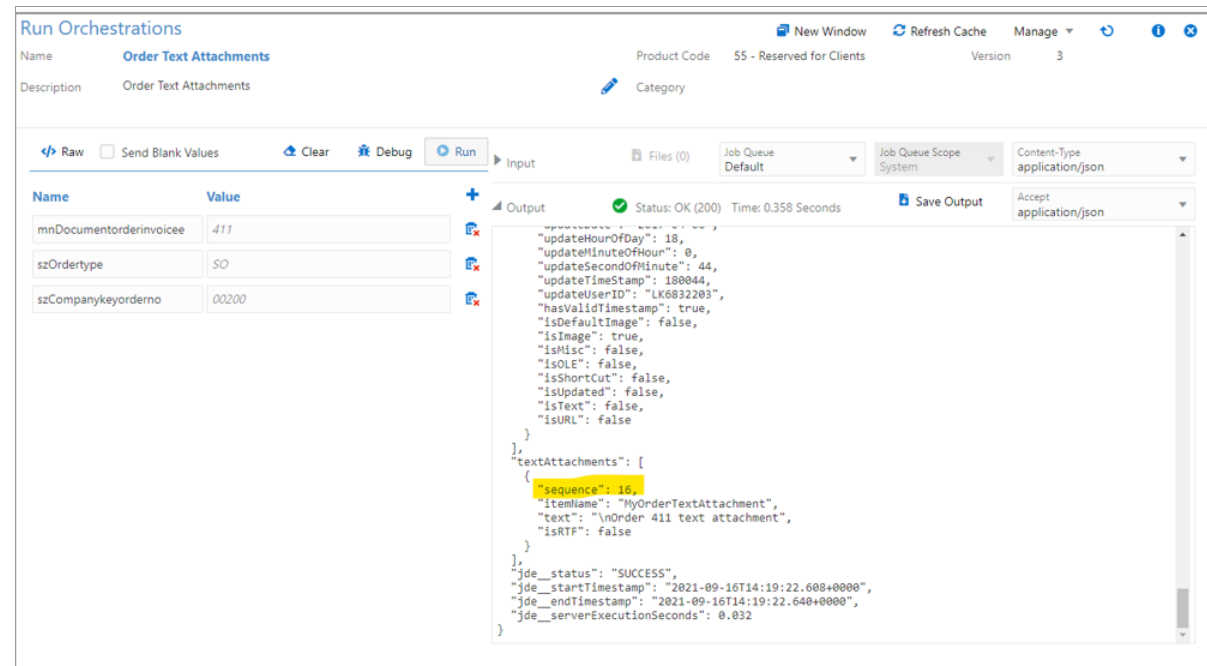 Run Orchestrations
New Window Refresh Cache Manage
Name Order Text Attachments Product Code 55 - Reserved for Clients Version 3
Description Order Text Attachments Category
</> Raw Send Blank Values Clear Debug Run
Input Files (0) Job Queue Default Job Queue Scope System Content-Type application/json
Name Value
Output Status: OK (200) Time: 0.358 Seconds Save Output Accept application/json
mnDocumentorderinvoicee 411
szOrdertype SO
szCompanykeyorderno 00200
"updateHourOfDay": 18,
"updateMinuteOfHour": 0,
"updateSecondOfMinute": 44,
"updateTimeStamp": 180044,
"updateUserID": "LK6832203",
"hasValidTimestamp": true,
"isDefaultImage": false,
"isImage": true,
"isMisc": false,
"isOLE": false,
"isShortCut": false,
"isUpdated": false,
"isText": false,
"isURL": false
}
],
"textAttachments": [
{
"sequence": 16,
"itemName": "MyOrderTextAttachment",
"text": "\nOrder 411 text attachment",
"isRTF": false
}
],
"jde__status": "SUCCESS",
"jde__startTimestamp": "2021-09-16T14:19:22.608+0000",
"jde__endTimestamp": "2021-09-16T14:19:22.640+0000",
"jde__serverExecutionSeconds": 0.032
}